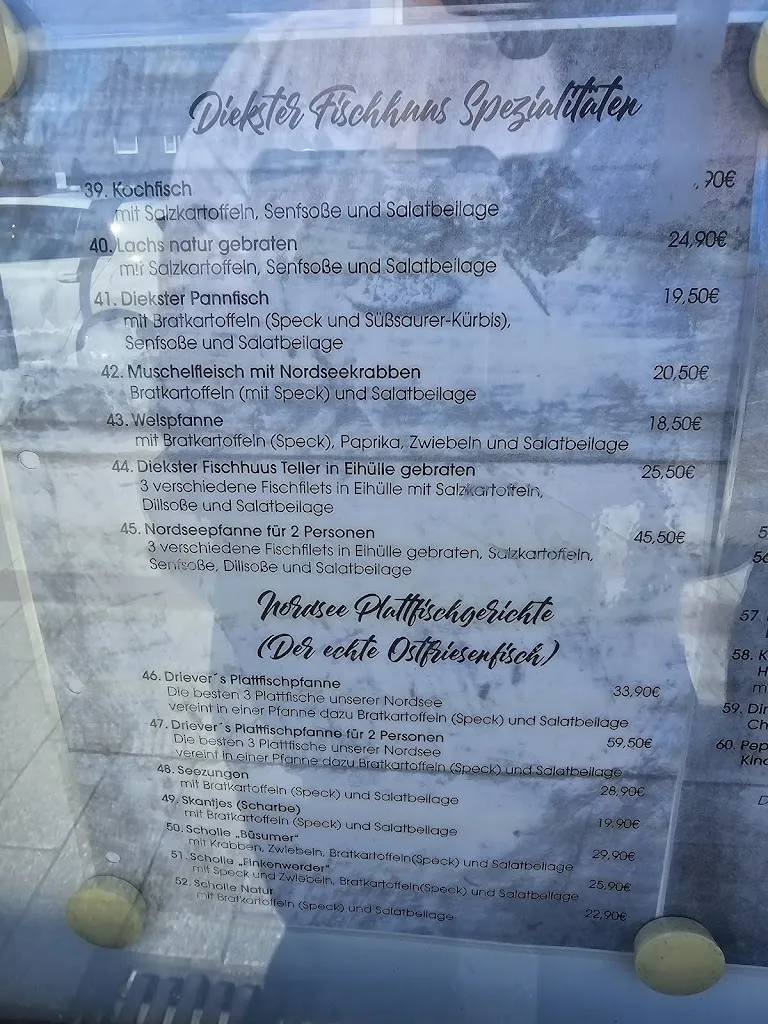 Diekster Fischhuus Spezialitäten
39. Kochfisch ,90€
mit Salzkartoffeln, Senfsoße und Salatbeilage
40. Lachs natur gebraten 24,90€
mit Salzkartoffeln, Senfsoße und Salatbeilage
41. Diekster Pannfisch 19,50€
mit Bratkartoffeln (Speck und Süßsaurer-Kürbis),
Senfsoße und Salatbeilage
42. Muschelfleisch mit Nordseekrabben 20,50€
Bratkartoffeln (mit Speck) und Salatbeilage
43. Welspfanne 18,50€
mit Bratkartoffeln (Speck), Paprika, Zwiebeln und Salatbeilage
44. Diekster Fischhuus Teller in Eihülle gebraten 25,50€
3 verschiedene Fischfilets in Eihülle mit Salzkartoffeln,
Dillsoße und Salatbeilage
45. Nordseepfanne für 2 Personen 45,50€
3 verschiedene Fischfilets in Eihülle gebraten, Salzkartoffeln,
Senfsoße, Dillsoße und Salatbeilage
Nordsee Plattfischgerichte
(Der echte Ostfriesenfisch)
46. Driever´s Plattfischpfanne 33,90€
Die besten 3 Plattfische unserer Nordsee
vereint in einer Pfanne dazu Bratkartoffeln (Speck) und Salatbeilage
47. Driever´s Plattfischpfanne für 2 Personen 59,50€
Die besten 3 Plattfische unserer Nordsee
vereint in einer Pfanne dazu Bratkartoffeln (Speck) und Salatbeilage
48. Seezungen 28,90€
mit Bratkartoffeln (Speck) und Salatbeilage
49. Skantjes (Scharbe) 19,90€
mit Bratkartoffeln (Speck) und Salatbeilage
50. Scholle „Büsumer" 29,90€
mit Krabben, Zwiebeln, Bratkartoffeln(Speck) und Salatbeilage
51. Scholle „Finkenwerder" 25,90€
mit Speck und Zwiebeln, Bratkartoffeln(Speck) und Salatbeilage
52. Scholle Natur 22,90€
mit Bratkartoffeln (Speck) und Salatbeilage
57.
58. K
H
m
59. Di
Ch
60. Pep
Kin